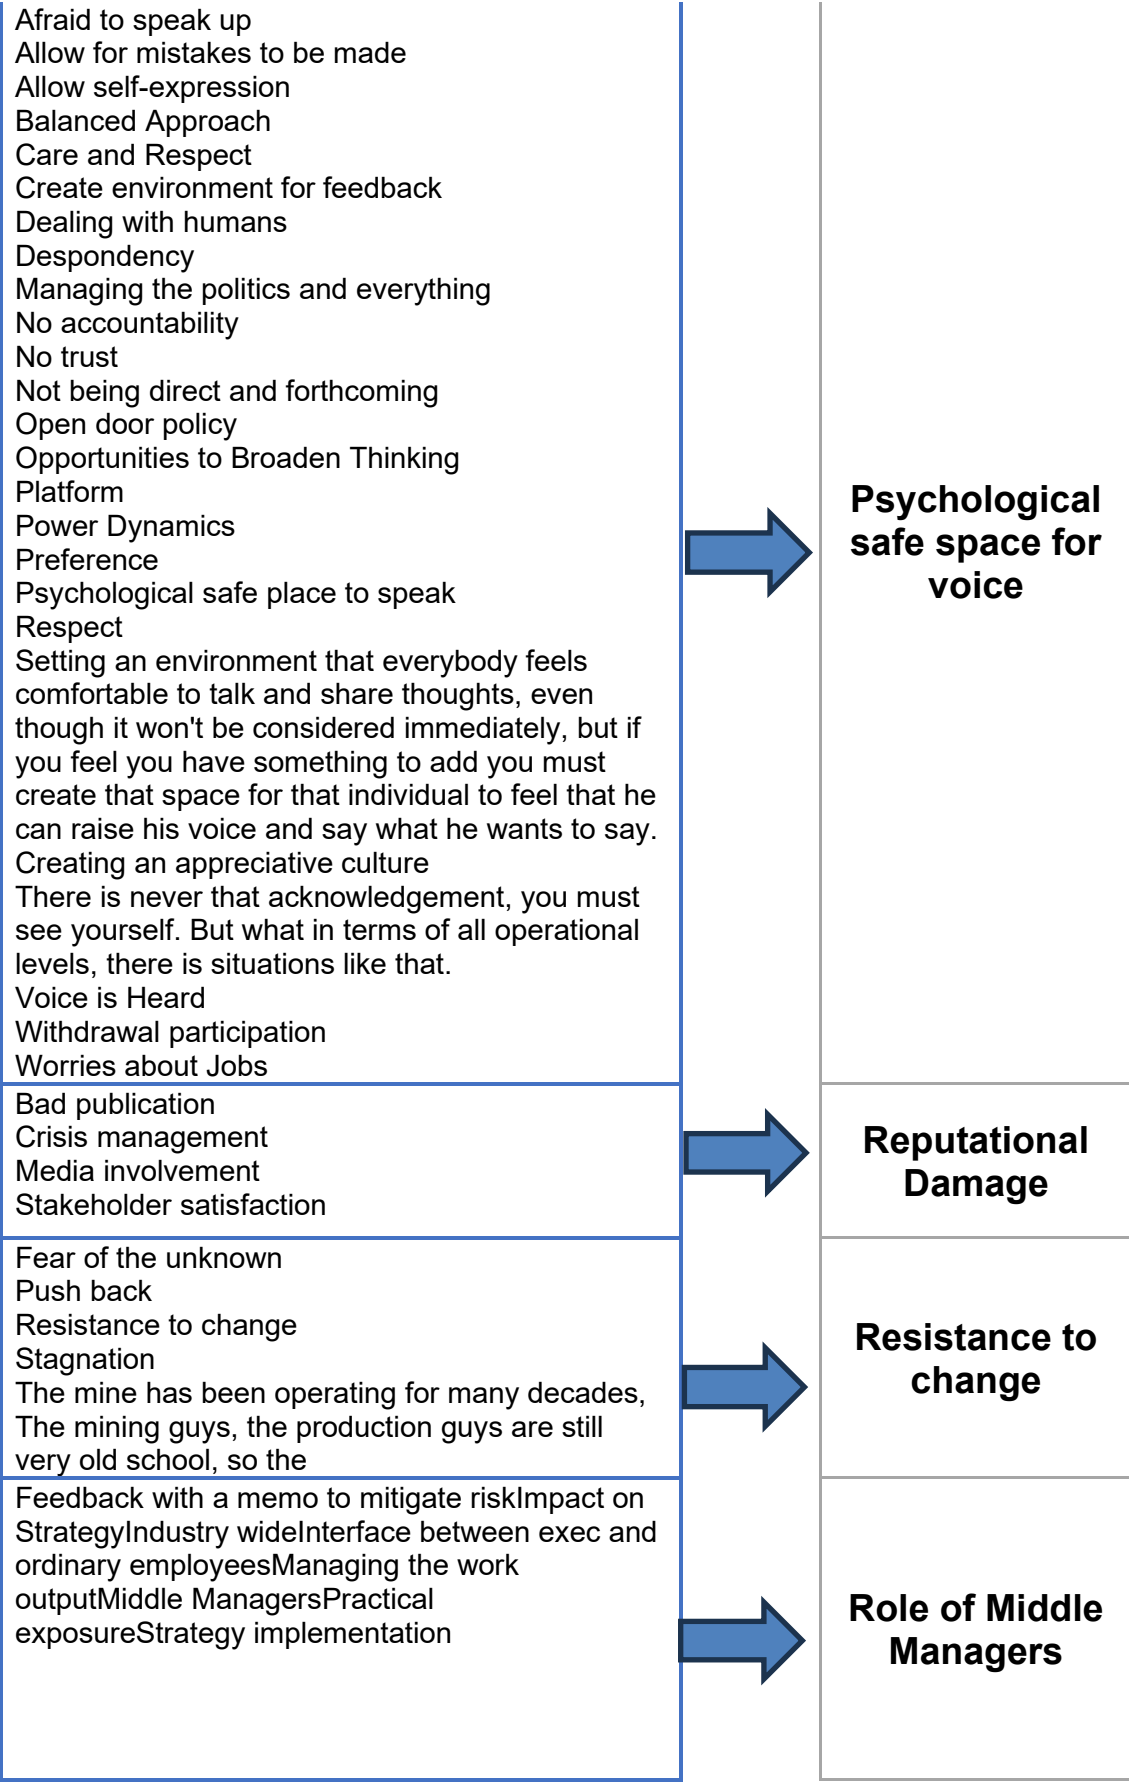 Afraid to speak up
Allow for mistakes to be made
Allow self-expression
Balanced Approach
Care and Respect
Create environment for feedback
Dealing with humans
Despondency
Managing the politics and everything
No accountability
No trust
Not being direct and forthcoming
Open door policy
Opportunities to Broaden Thinking
Platform
Power Dynamics
Preference
Psychological safe place to speak
Respect
Setting an environment that everybody feels
comfortable to talk and share thoughts, even
though it won't be considered immediately, but if
you feel you have something to add you must
create that space for that individual to feel that he
can raise his voice and say what he wants to say.
Creating an appreciative culture
There is never that acknowledgement, you must
see yourself. But what in terms of all operational
levels, there is situations like that.
Voice is Heard
Withdrawal participation
Worries about Jobs
Psychological
safe space for
voice
Bad publication
Crisis management
Media involvement
Stakeholder satisfaction
Reputational
Damage
Fear of the unknown
Push back
Resistance to change
Stagnation
The mine has been operating for many decades,
The mining guys, the production guys are still
very old school, so the
Resistance to
change
Feedback with a memo to mitigate riskImpact on
StrategyIndustry wideInterface between exec and
ordinary employeesManaging the work
outputMiddle ManagersPractical
exposureStrategy implementation
Role of Middle
Managers